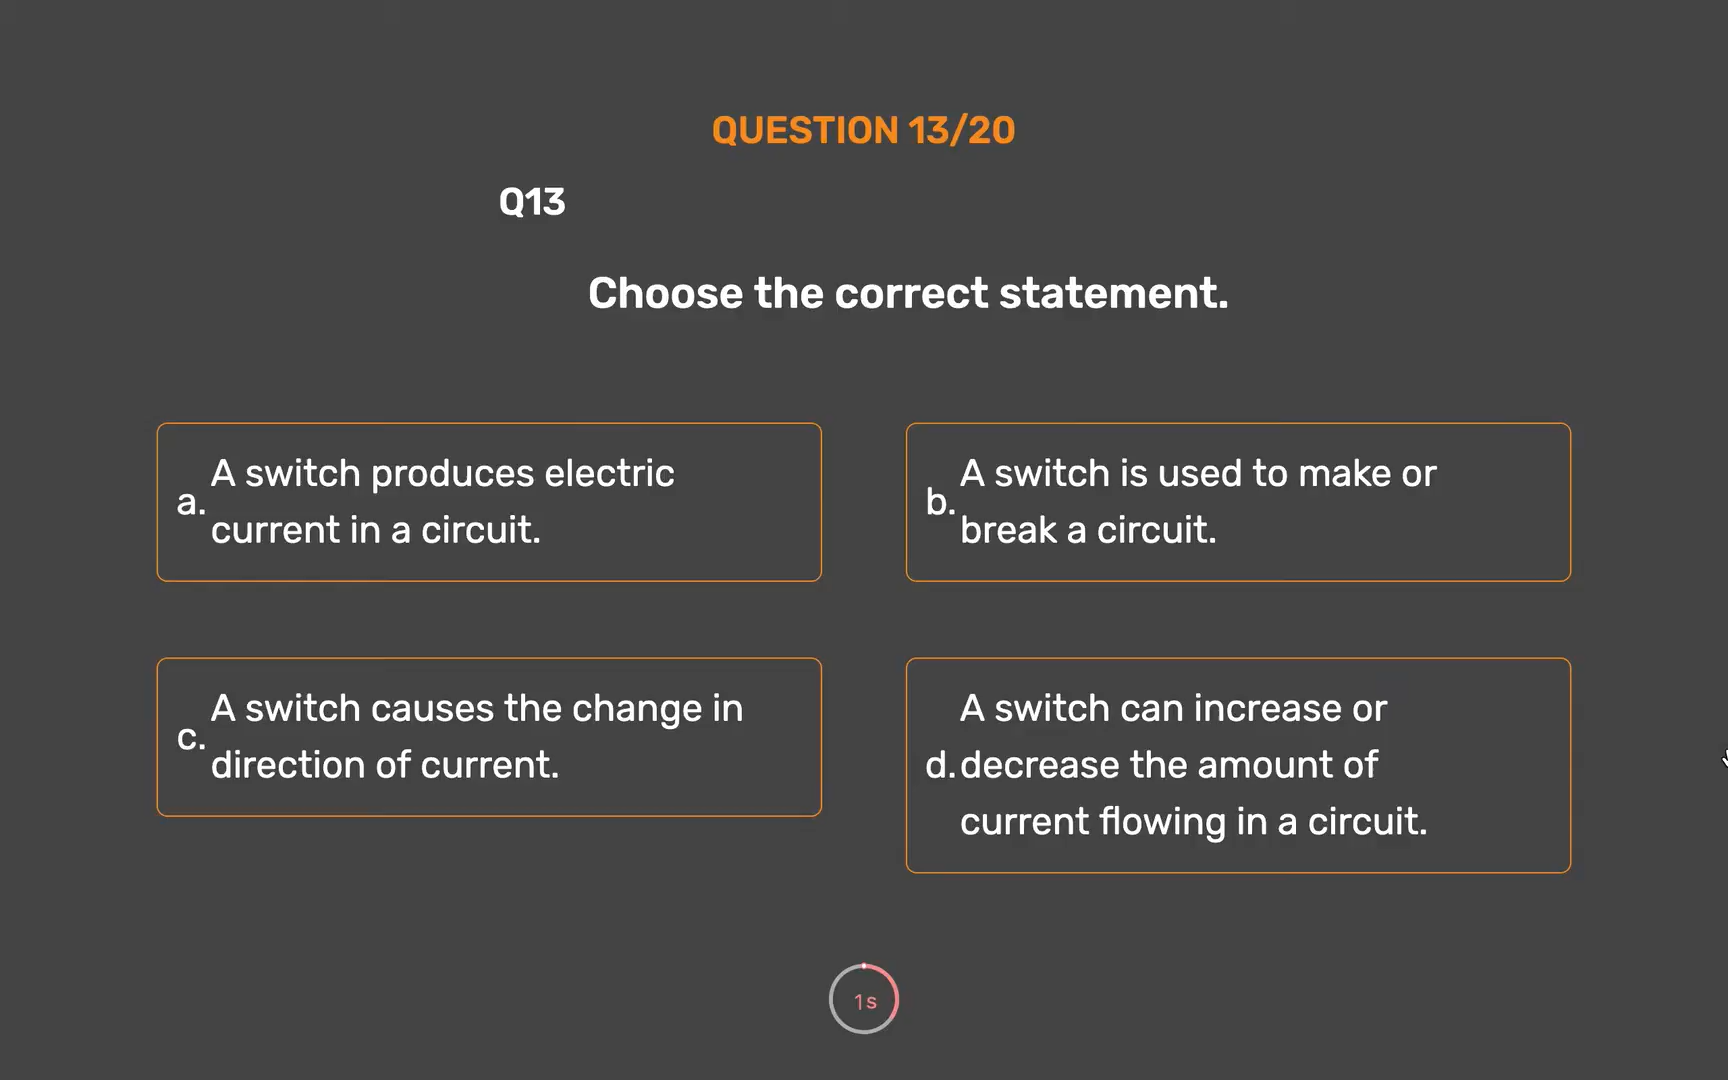 QUESTION 13/20
Q13
Choose the correct statement.
a. A switch produces electric
current in a circuit.
b. A switch is used to make or
break a circuit.
c. A switch causes the change in
direction of current.
d. A switch can increase or
decrease the amount of
current flowing in a circuit.
1s